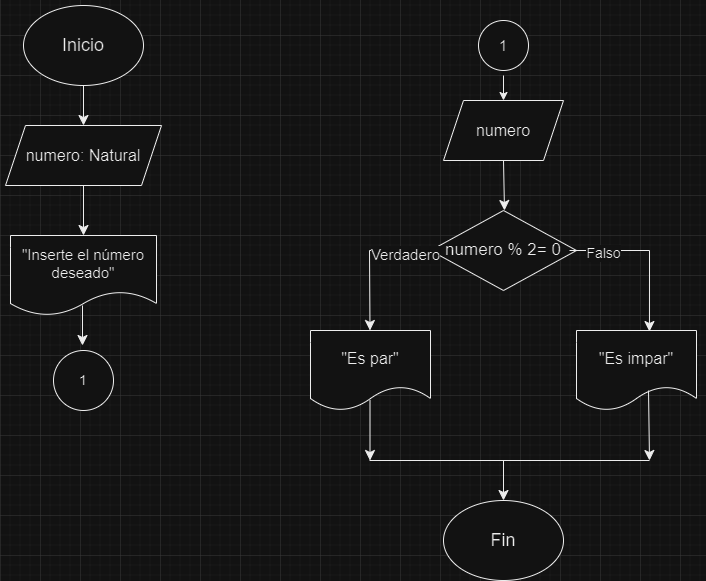 Inicio
numero: Natural
"Inserte el número
deseado"
1
1
numero
numero % 2= 0
Verdadero
Falso
"Es par"
"Es impar"
Fin